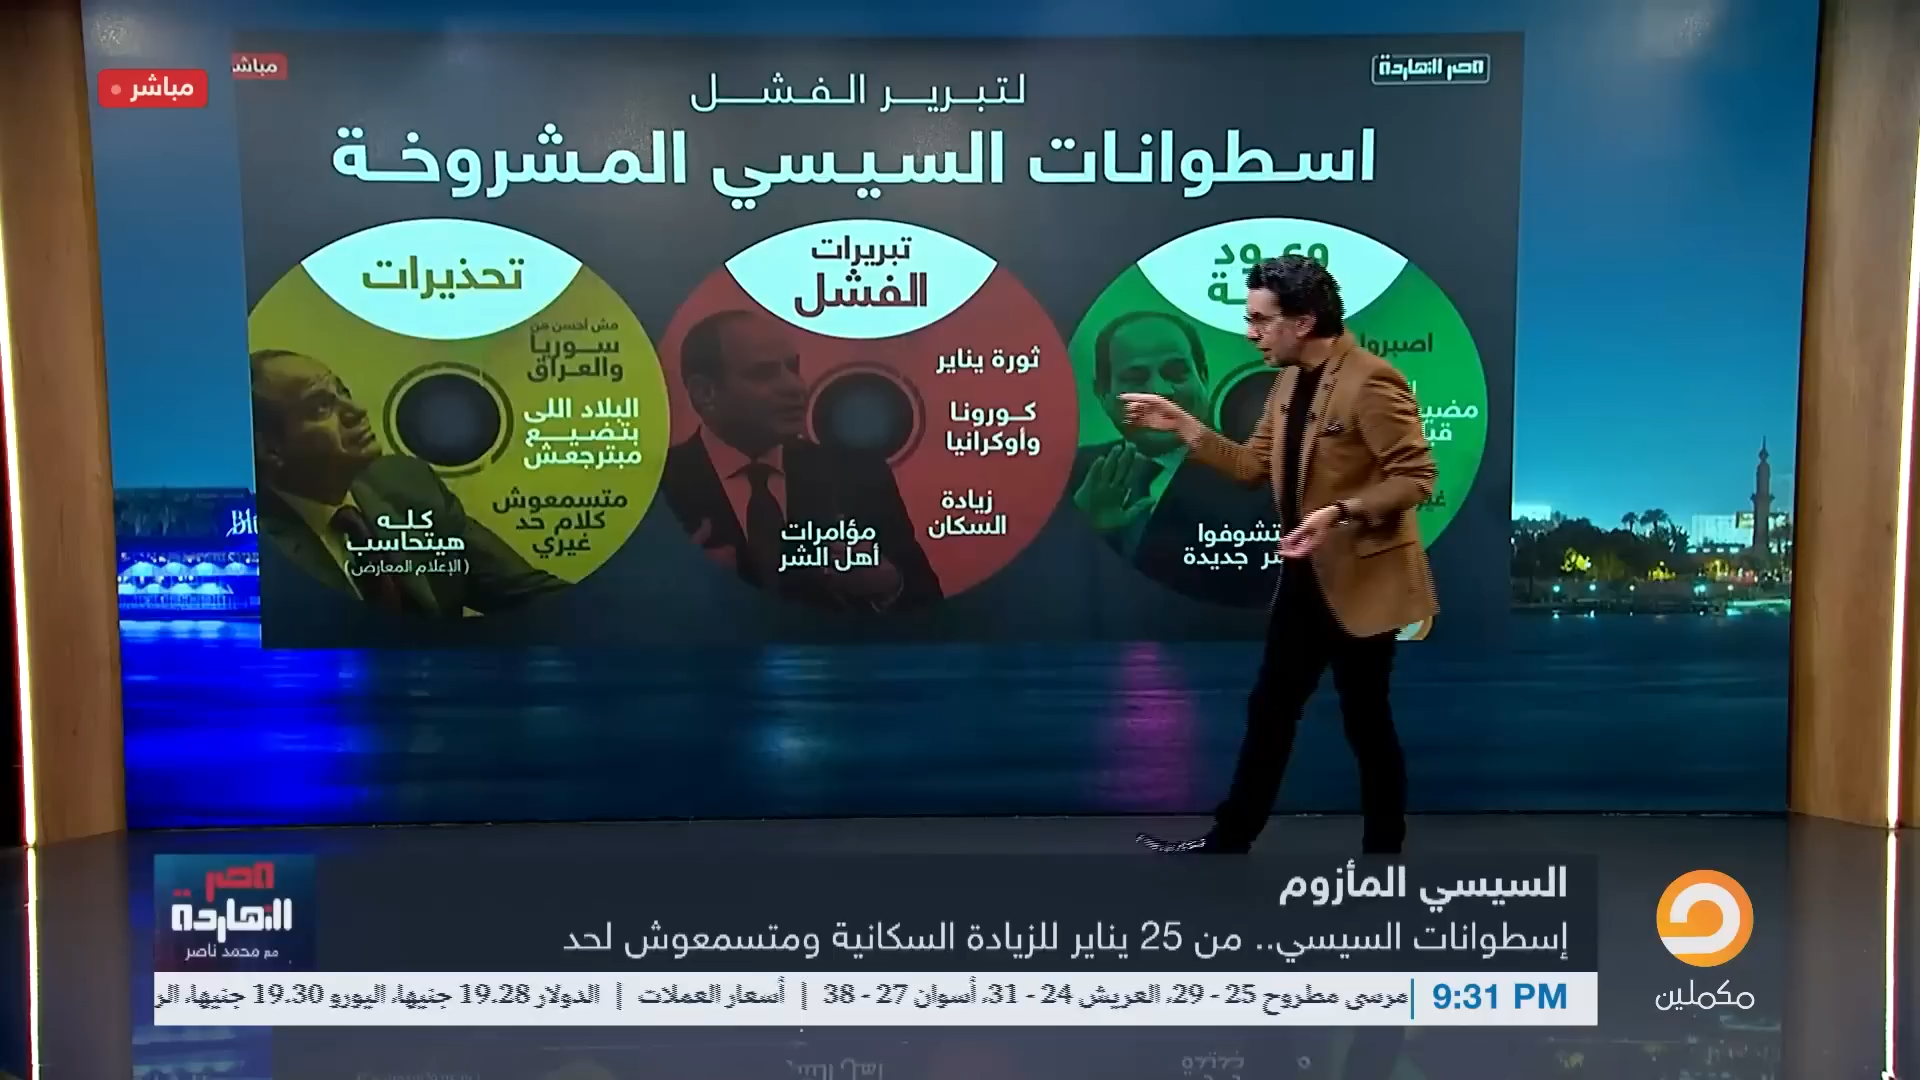 مباشر
مباشر
مصر النهاردة
لتبرير الفشل
اسطوانات السيسي المشروخة
وعود
اصبروا
تشوفوا
جديدة
تبريرات
الفشل
ثورة يناير
كورونا
وأوكرانيا
زيادة
السكان
مؤامرات
أهل الشر
تحذيرات
مش أحسن من
سوريا
والعراق
البلاد اللى
بتضيع
مبترجعش
متسمعوش
كلام حد
غيري
كله
هيتحاسب
(الإعلام المعارض)
السيسي المأزوم
إسطوانات السيسي.. من 25 يناير للزيادة السكانية ومتسمعوش لحد
مصر
النهاردة
مع محمد ناصر
9:31 PM
مرسى مطروح 25 - 29، العريش 24 - 31، أسوان 27 - 38 | أسعار العملات | الدولار 19.28 جنيها، اليورو 19.30 جنيها، الر
مكملين